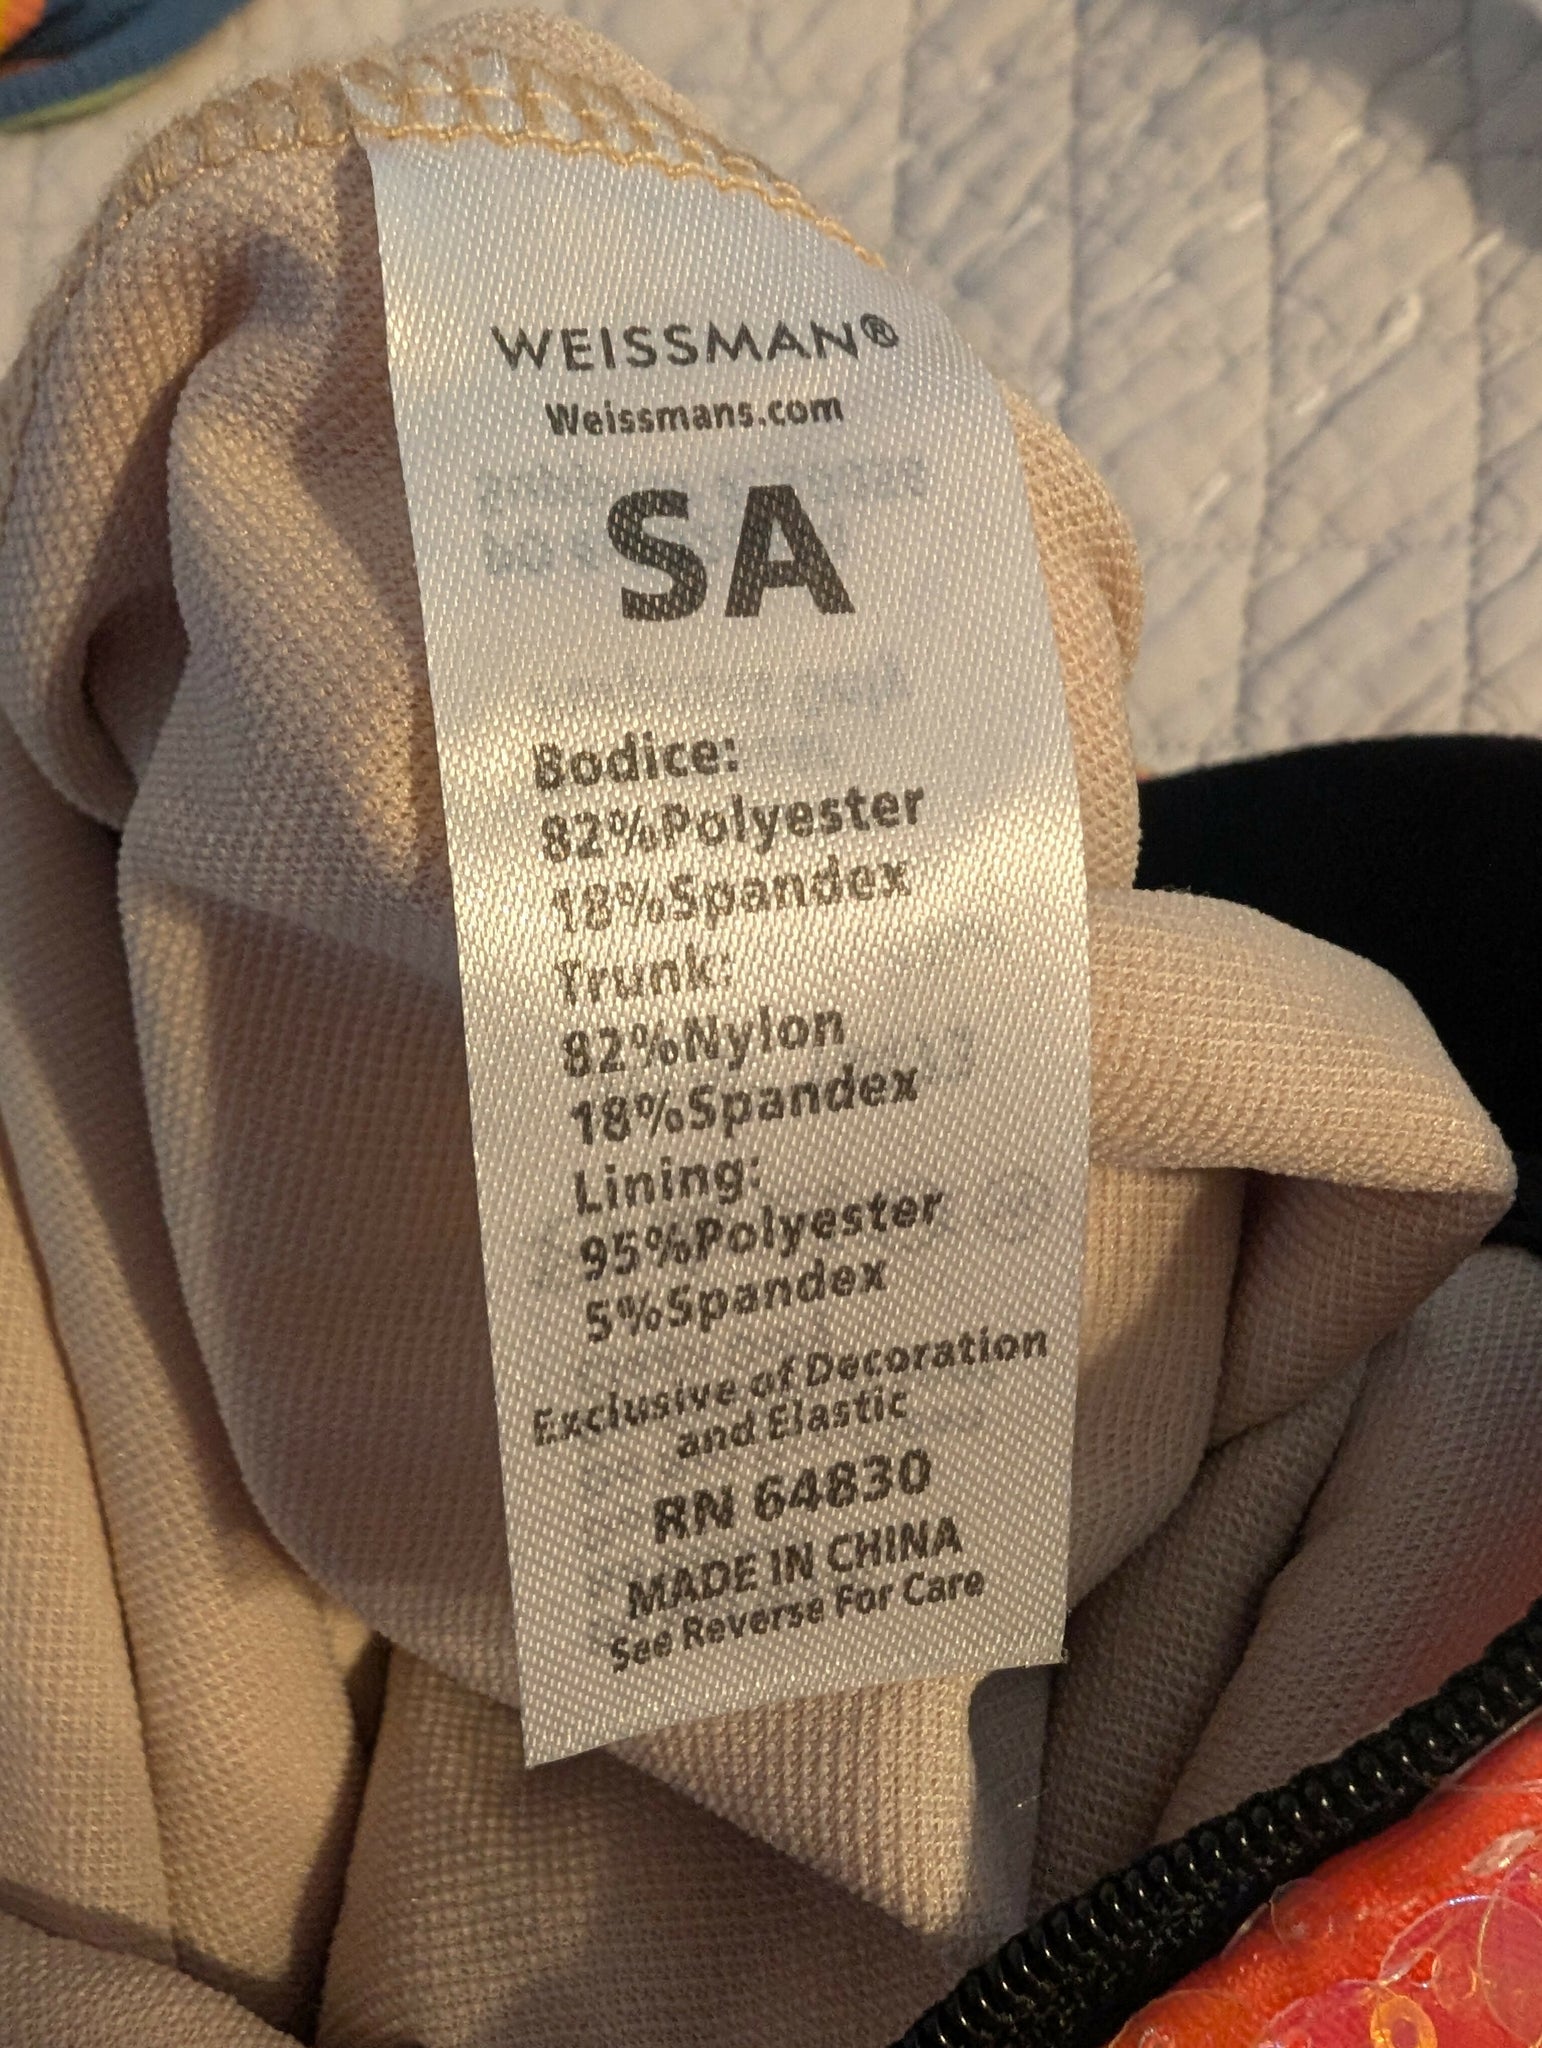 WEISSMAN®
Weissmans.com
SA
Bodice:
82%Polyester
18%Spandex
Trunk:
82%Nylon
18%Spandex
Lining:
95%Polyester
5%Spandex
Exclusive of Decoration
and Elastic
RN 64830
MADE IN CHINA
See Reverse For Care